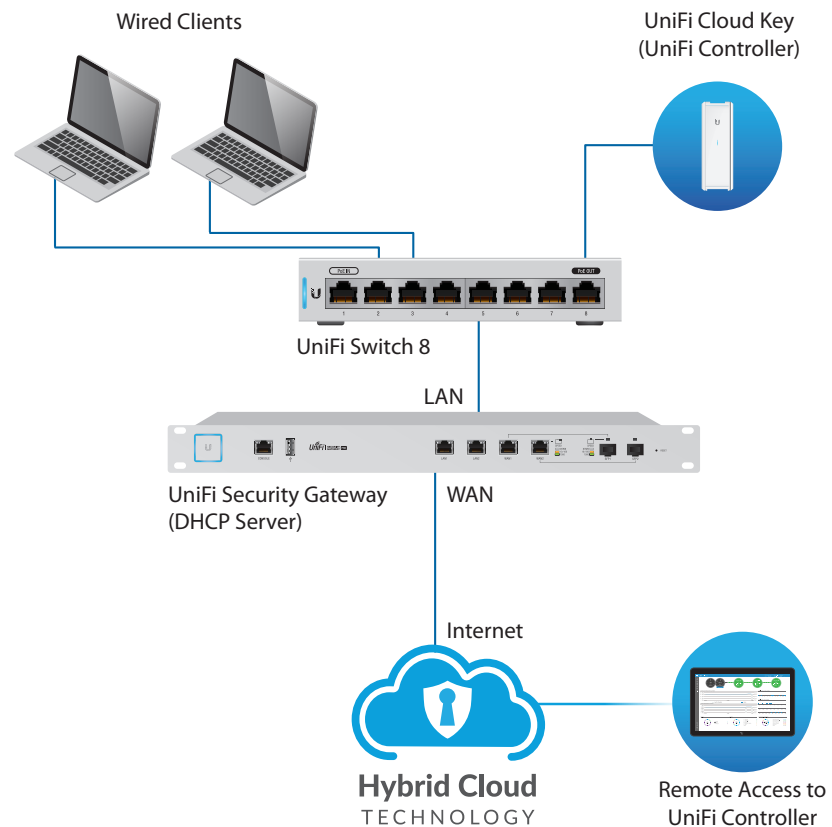 Wired Clients
UniFi Cloud Key
(UniFi Controller)
PoE IN
PoE OUT
1 2 3 4 5 6 7 8
UniFi Switch 8
LAN
UniFi
UniFi Security Gateway
(DHCP Server)
WAN
Internet
Hybrid Cloud
TECHNOLOGY
Remote Access to
UniFi Controller